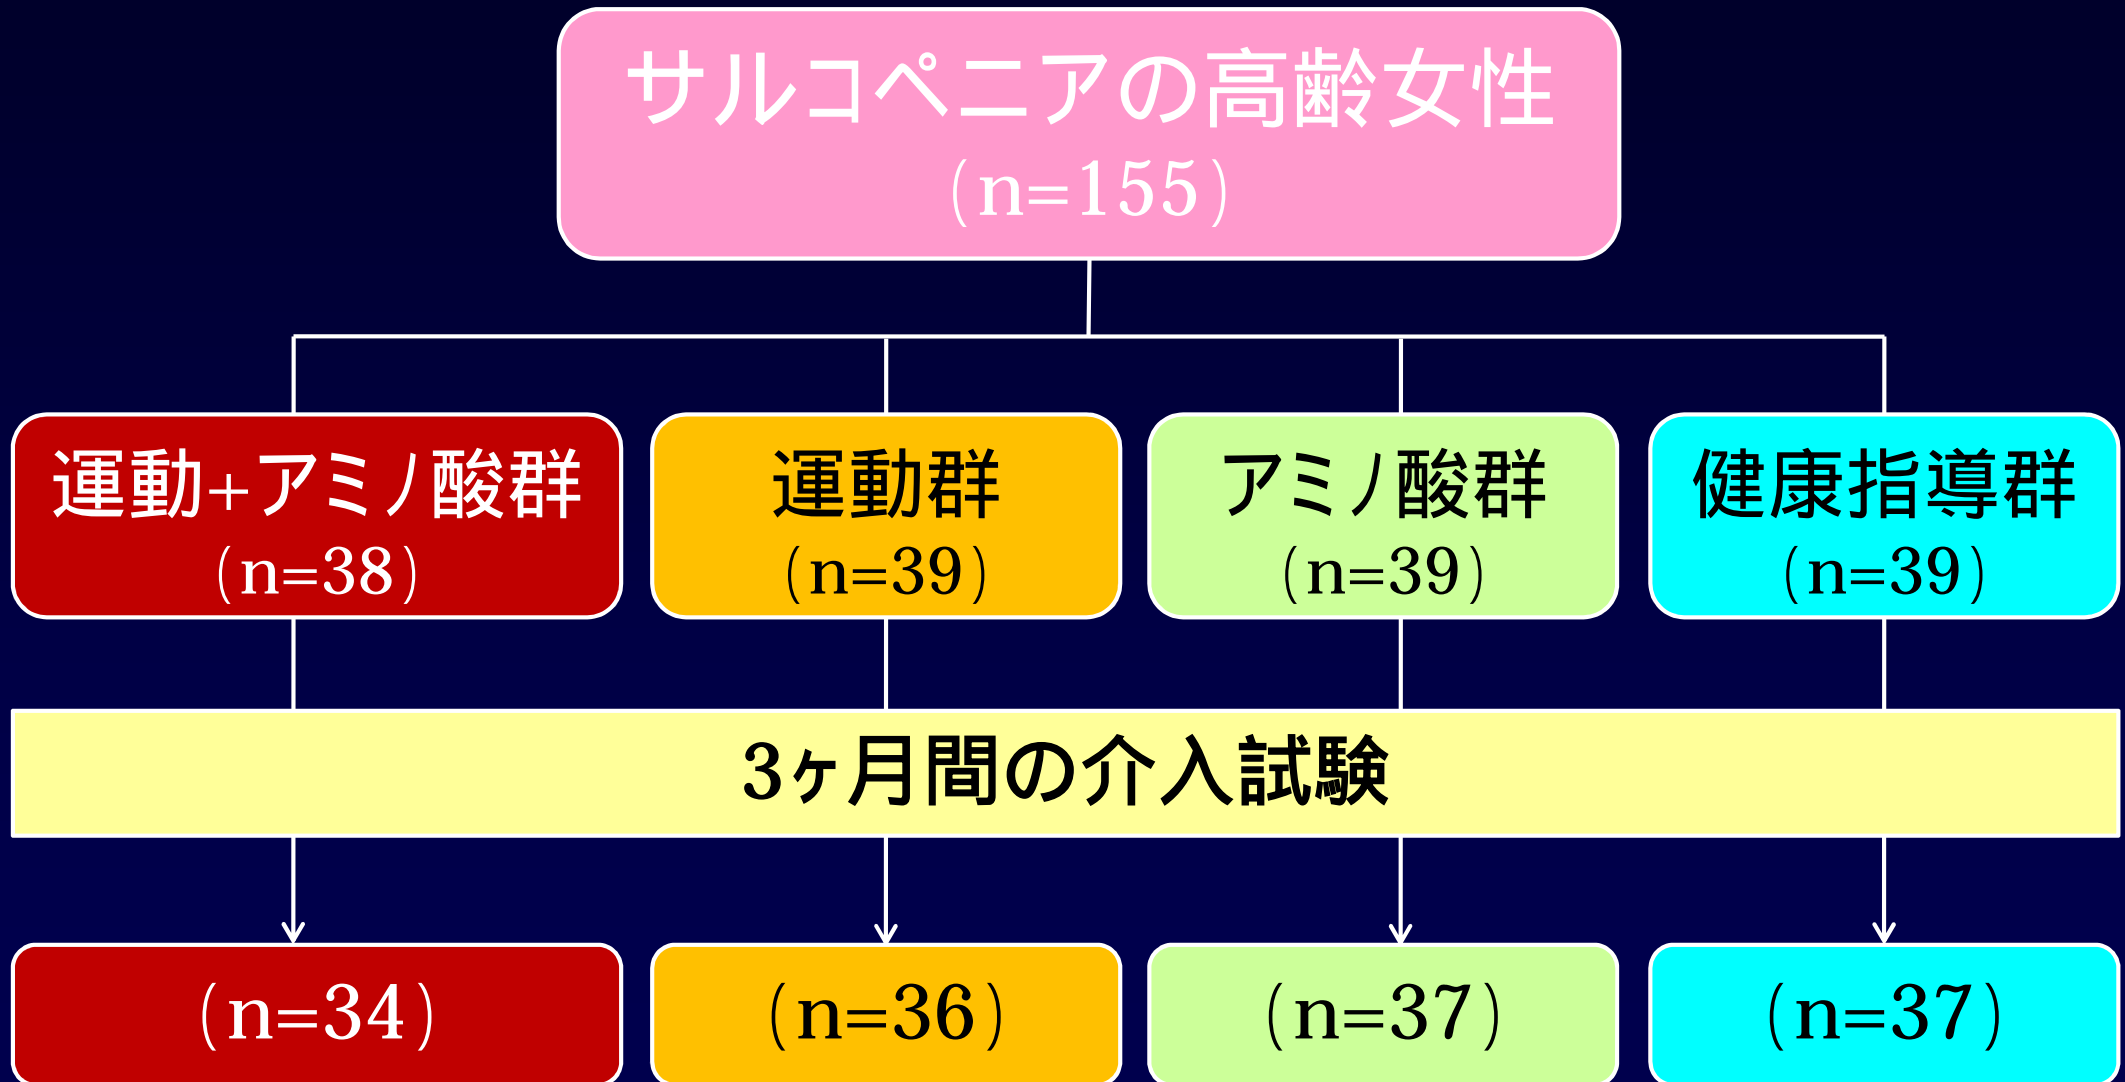 サルコペニアの高齢女性
(n=155)
運動+アミノ酸群
(n=38)
運動群
(n=39)
アミノ酸群
(n=39)
健康指導群
(n=39)
3ヶ月間の介入試験
(n=34)
(n=36)
(n=37)
(n=37)